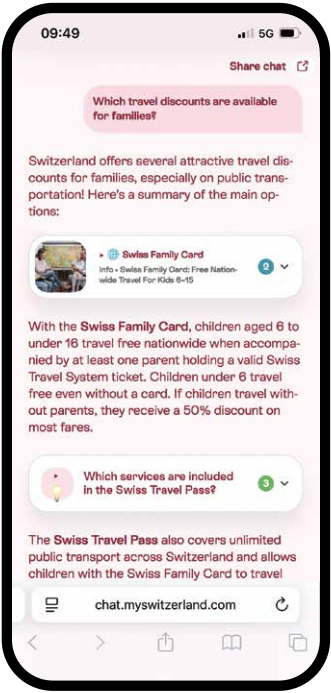 09:49
5G
Share chat
Which travel discounts are available
for families?
Switzerland offers several attractive travel dis-
counts for families, especially on public trans-
portation! Here's a summary of the main op-
tions:
Swiss Family Card
Info • Swiss Family Card: Free Nation-
wide Travel For Kids 6–15
2
With the Swiss Family Card, children aged 6 to
under 16 travel free nationwide when accompa-
nied by at least one parent holding a valid Swiss
Travel System ticket. Children under 6 travel
free even without a card. If children travel with-
out parents, they receive a 50% discount on
most fares.
Which services are included
in the Swiss Travel Pass?
3
The Swiss Travel Pass also covers unlimited
public transport across Switzerland and allows
children with the Swiss Family Card to travel
chat.myswitzerland.com